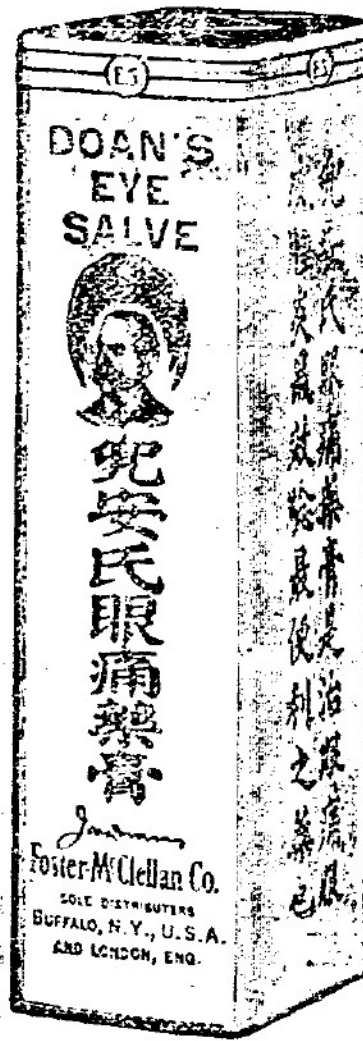 ES
ES
DOAN'S
EYE
SALVE
兜安氏眼痛藥膏
Foster-McClellan Co.
SOLE DISTRIBUTERS
BUFFALO, N.Y., U.S.A.
AND LONDON, ENG.
兜安氏眼痛藥膏是治眼 眼
最效 最便利之藥也